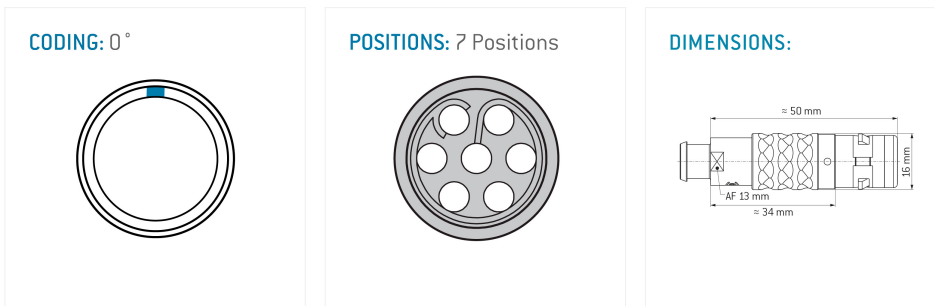 CODING: 0°
POSITIONS: 7 Positions
DIMENSIONS:
≈ 50 mm
16 mm
AF 13 mm
≈ 34 mm